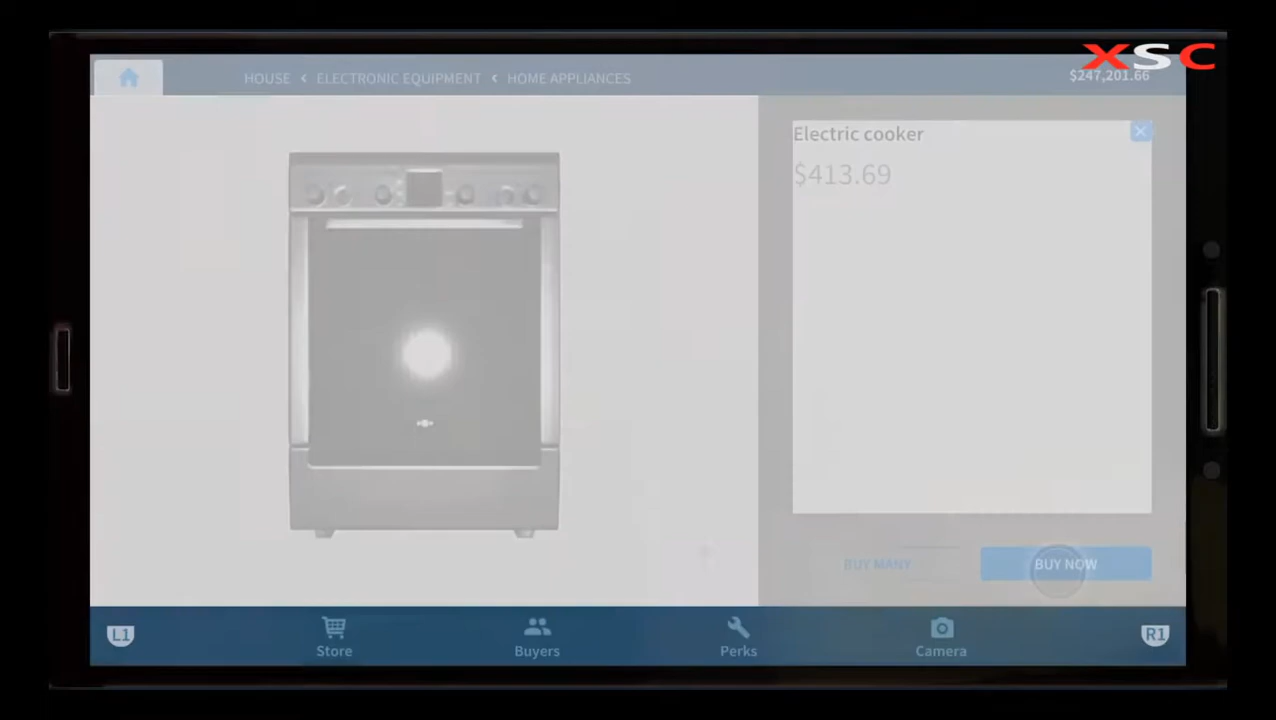 XSC
HOUSE < ELECTRONIC EQUIPMENT < HOME APPLIANCES
$247,201.66
Electric cooker
$413.69
BUY MANY
BUY NOW
L1
Store
Buyers
Perks
Camera
R1